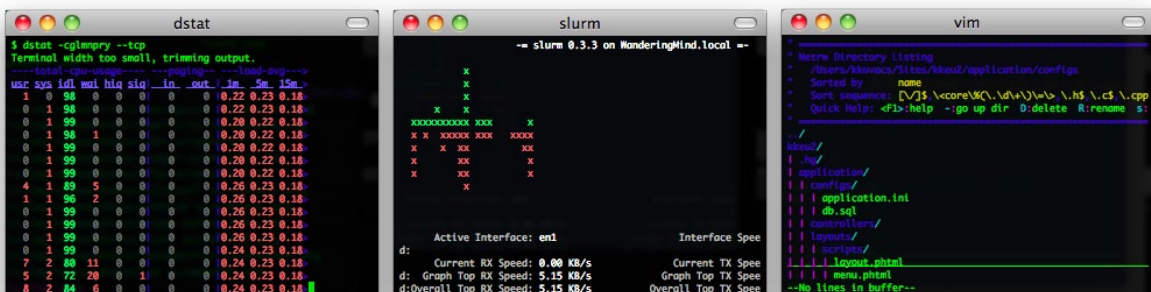 dstat
$ dstat -cglmnpry --tcp
Terminal width too small, trimming output.
----total-cpu-usage---- ---paging-- ---load-avg--->
usr sys idl wai hiq siq| in out | 1m 5m 15m >
1 0 98 0 0 0| 0 0 |0.22 0.23 0.18>
0 1 98 0 0 0| 0 0 |0.22 0.23 0.18>
0 1 99 0 0 0| 0 0 |0.20 0.22 0.18>
0 1 98 1 0 0| 0 0 |0.20 0.22 0.18>
0 1 99 0 0 0| 0 0 |0.20 0.22 0.18>
0 1 99 0 0 0| 0 0 |0.20 0.22 0.18>
0 1 99 0 0 0| 0 0 |0.20 0.22 0.18>
4 1 89 5 0 0| 0 0 |0.26 0.23 0.18>
1 1 96 2 0 0| 0 0 |0.26 0.23 0.18>
0 1 99 0 0 0| 0 0 |0.26 0.23 0.18>
0 1 99 0 0 0| 0 0 |0.26 0.23 0.18>
0 1 99 0 0 0| 0 0 |0.26 0.23 0.18>
0 1 99 0 0 0| 0 0 |0.24 0.23 0.18>
7 2 80 11 0 0| 0 0 |0.24 0.23 0.18>
5 2 72 20 0 1| 0 0 |0.24 0.23 0.18>
8 2 84 6 0 0| 0 0 |0.24 0.23 0.18>
slurm
-= slurm 0.3.3 on WanderingMind.local =-
x
x
x
x x
xxxxxxxxxx xxx x
x x xxxxx xxx xxxx
x x xx xx
x xx x
x xx x
x
Active Interface: en1 Interface Spee
d:
Current RX Speed: 0.00 KB/s Current TX Spee
d: Graph Top RX Speed: 5.15 KB/s Graph Top TX Spee
d:Overall Top RX Speed: 5.15 KB/s Overall Top TX Spee
vim
" ====
" Netrw Directory Listing
" /Users/kkovacs/Sites/kkeu2/application/configs
" Sorted by name
" Sort sequence: [\/]$,\<core\%(\.\d\+\)\=\>,\.h$,\.c$,\.cpp
" Quick Help: <F1>:help -:go up dir D:delete R:rename s:
" ====
../
kkeu2/
| .hg/
| application/
| | configs/
| | | application.ini
| | | db.sql
| | controllers/
| | layouts/
| | | scripts/
| | | | layout.phtml
| | | | menu.phtml
--No lines in buffer--